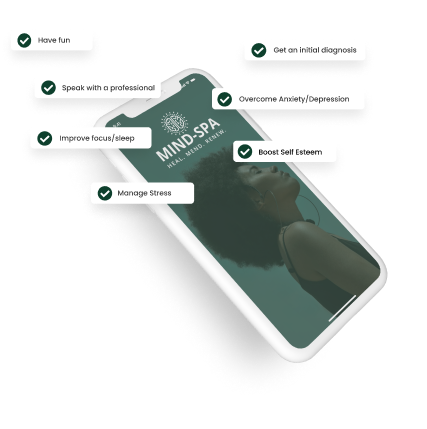 Have fun
Get an initial diagnosis
Speak with a professional
Overcome Anxiety/Depression
Improve focus/sleep
MIND-SPA
HEAL. MEND. RENEW.
Boost Self Esteem
Manage Stress